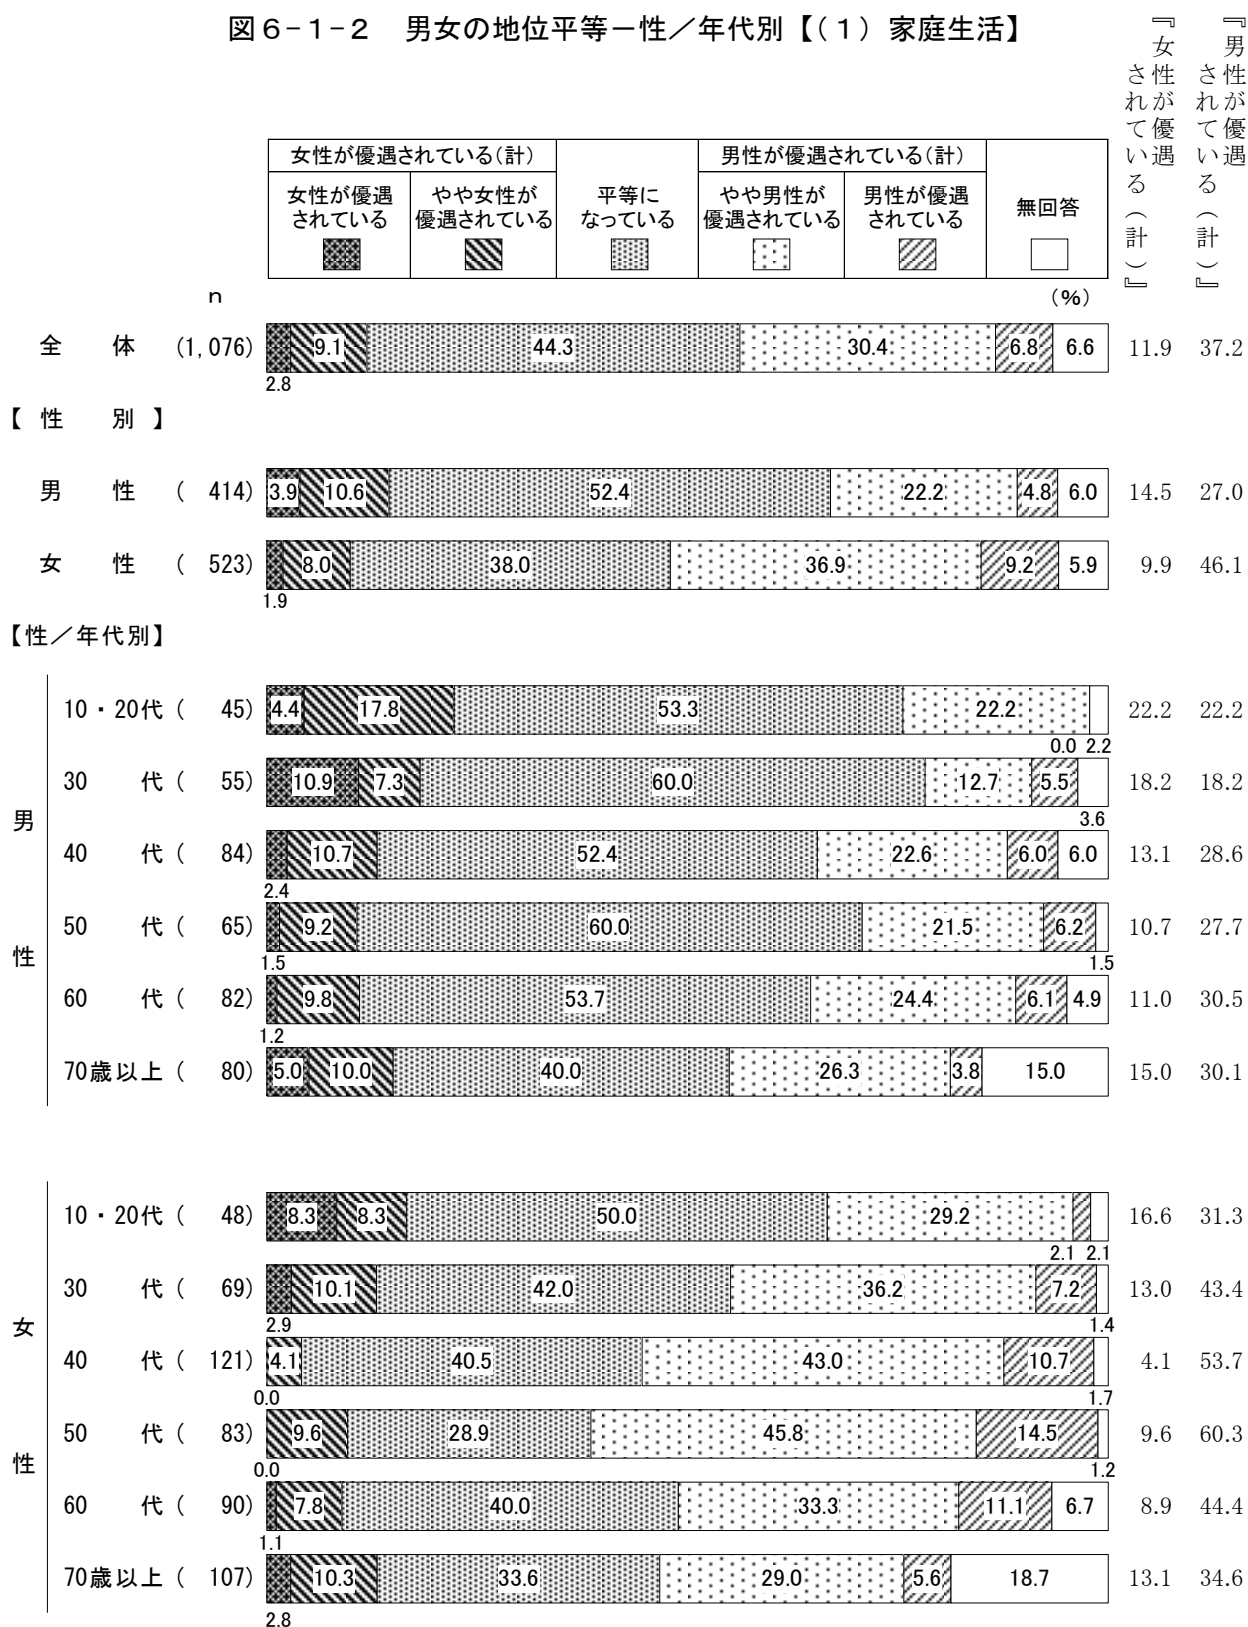 図６-１-２　男女の地位平等－性／年代別【(１) 家庭生活】
『女性が優遇
されている（計）』
『男性が優遇
されている（計）』
女性が優遇されている(計) 男性が優遇されている(計)
女性が優遇
されている
やや女性が
優遇されている
平等に
なっている
やや男性が
優遇されている
男性が優遇
されている
無回答
n (%)
全　体 (1,076) 9.1 44.3 30.4 6.8 6.6 11.9 37.2
2.8
【 性　別 】
男　性 ( 414) 3.9 10.6 52.4 22.2 4.8 6.0 14.5 27.0
女　性 ( 523) 8.0 38.0 36.9 9.2 5.9 9.9 46.1
1.9
【性／年代別】
男性
10・20代 ( 45) 4.4 17.8 53.3 22.2 22.2 22.2
0.0 2.2
30　代 ( 55) 10.9 7.3 60.0 12.7 5.5 18.2 18.2
3.6
40　代 ( 84) 10.7 52.4 22.6 6.0 6.0 13.1 28.6
2.4
50　代 ( 65) 9.2 60.0 21.5 6.2 10.7 27.7
1.5 1.5
60　代 ( 82) 9.8 53.7 24.4 6.1 4.9 11.0 30.5
1.2
70歳以上 ( 80) 5.0 10.0 40.0 26.3 3.8 15.0 15.0 30.1
女性
10・20代 ( 48) 8.3 8.3 50.0 29.2 16.6 31.3
2.1 2.1
30　代 ( 69) 10.1 42.0 36.2 7.2 13.0 43.4
2.9 1.4
40　代 ( 121) 4.1 40.5 43.0 10.7 4.1 53.7
0.0 1.7
50　代 ( 83) 9.6 28.9 45.8 14.5 9.6 60.3
0.0 1.2
60　代 ( 90) 7.8 40.0 33.3 11.1 6.7 8.9 44.4
1.1
70歳以上 ( 107) 10.3 33.6 29.0 5.6 18.7 13.1 34.6
2.8